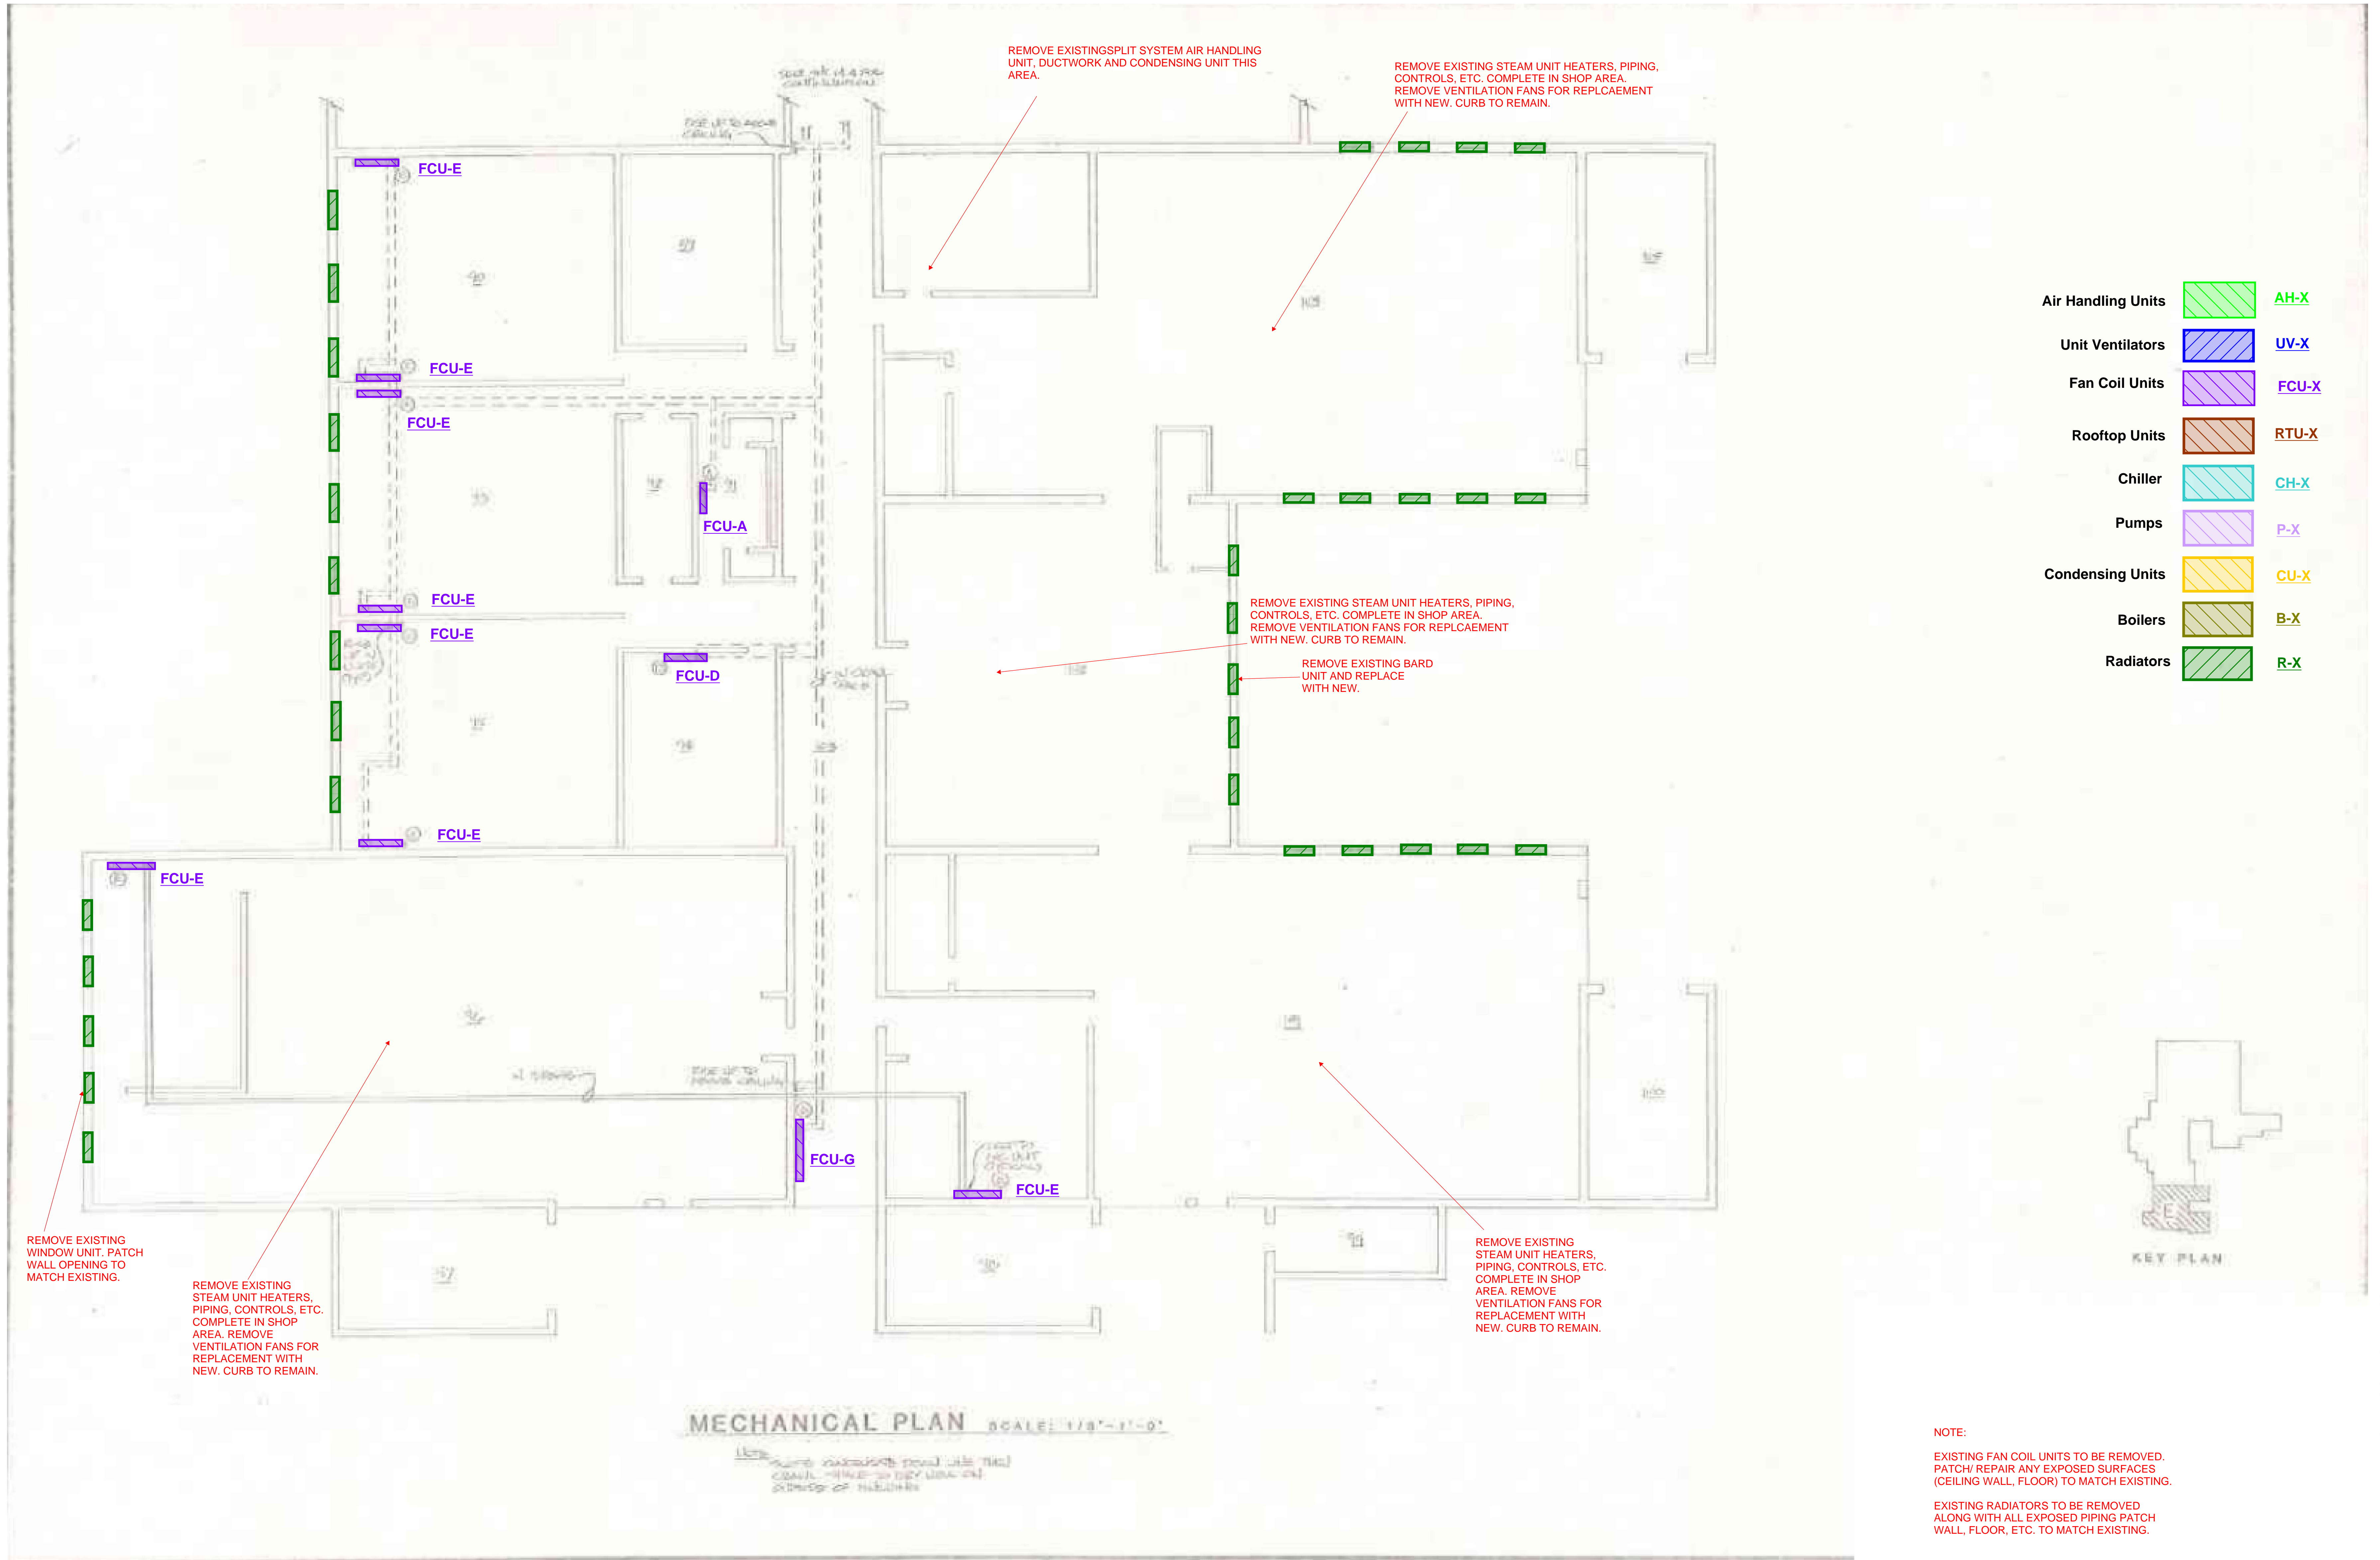 REMOVE EXISTINGSPLIT SYSTEM AIR HANDLING
UNIT, DUCTWORK AND CONDENSING UNIT THIS
AREA.
REMOVE EXISTING STEAM UNIT HEATERS, PIPING,
CONTROLS, ETC. COMPLETE IN SHOP AREA.
REMOVE VENTILATION FANS FOR REPLCAEMENT
WITH NEW. CURB TO REMAIN.
FCU-E
FCU-E
FCU-E
FCU-A
FCU-E
FCU-E
FCU-D
FCU-E
FCU-E
FCU-G
FCU-E
REMOVE EXISTING STEAM UNIT HEATERS, PIPING,
CONTROLS, ETC. COMPLETE IN SHOP AREA.
REMOVE VENTILATION FANS FOR REPLCAEMENT
WITH NEW. CURB TO REMAIN.
REMOVE EXISTING BARD
UNIT AND REPLACE
WITH NEW.
Air Handling Units AH-X
Unit Ventilators UV-X
Fan Coil Units FCU-X
Rooftop Units RTU-X
Chiller CH-X
Pumps P-X
Condensing Units CU-X
Boilers B-X
Radiators R-X
REMOVE EXISTING
WINDOW UNIT. PATCH
WALL OPENING TO
MATCH EXISTING.
REMOVE EXISTING
STEAM UNIT HEATERS,
PIPING, CONTROLS, ETC.
COMPLETE IN SHOP
AREA. REMOVE
VENTILATION FANS FOR
REPLACEMENT WITH
NEW. CURB TO REMAIN.
REMOVE EXISTING
STEAM UNIT HEATERS,
PIPING, CONTROLS, ETC.
COMPLETE IN SHOP
AREA. REMOVE
VENTILATION FANS FOR
REPLACEMENT WITH
NEW. CURB TO REMAIN.
E
KEY PLAN
MECHANICAL PLAN SCALE: 1/8"-1'-0"
NOTE:
EXISTING FAN COIL UNITS TO BE REMOVED.
PATCH/ REPAIR ANY EXPOSED SURFACES
(CEILING WALL, FLOOR) TO MATCH EXISTING.
EXISTING RADIATORS TO BE REMOVED
ALONG WITH ALL EXPOSED PIPING PATCH
WALL, FLOOR, ETC. TO MATCH EXISTING.